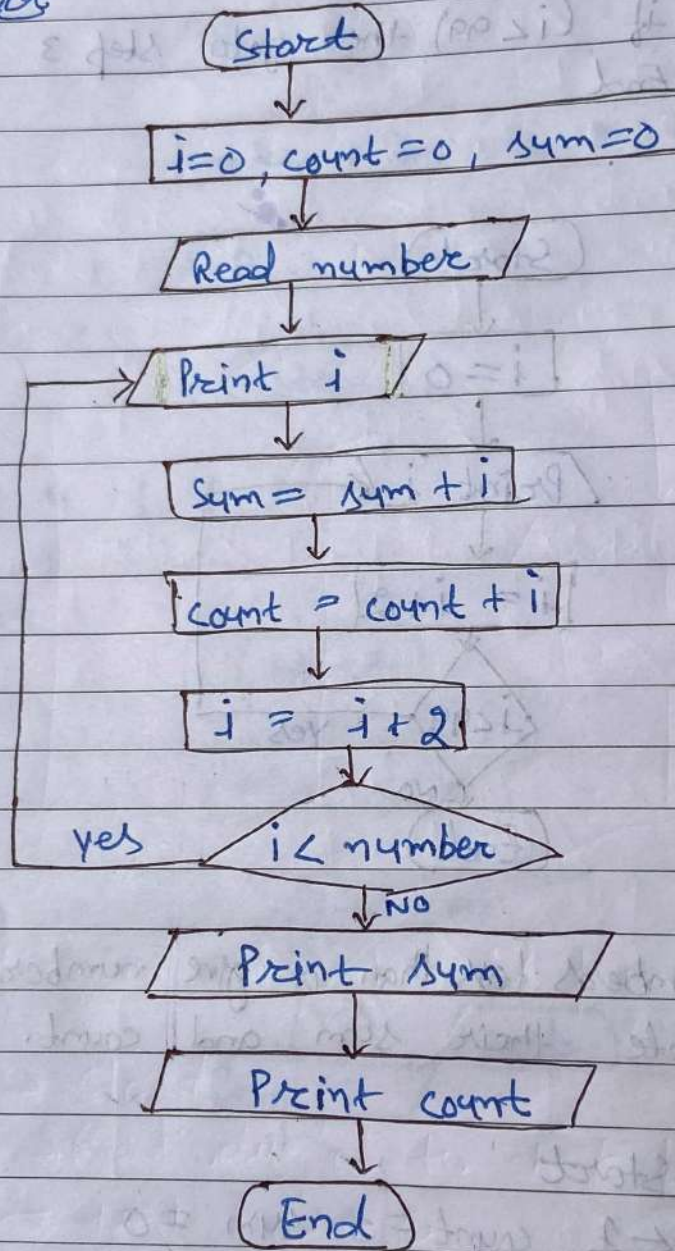 Start
i=0, count=0, sum=0
Read number
Print i
Sum = sum + i
count = count + i
i = i+2
i < number
yes
NO
Print sum
Print count
End